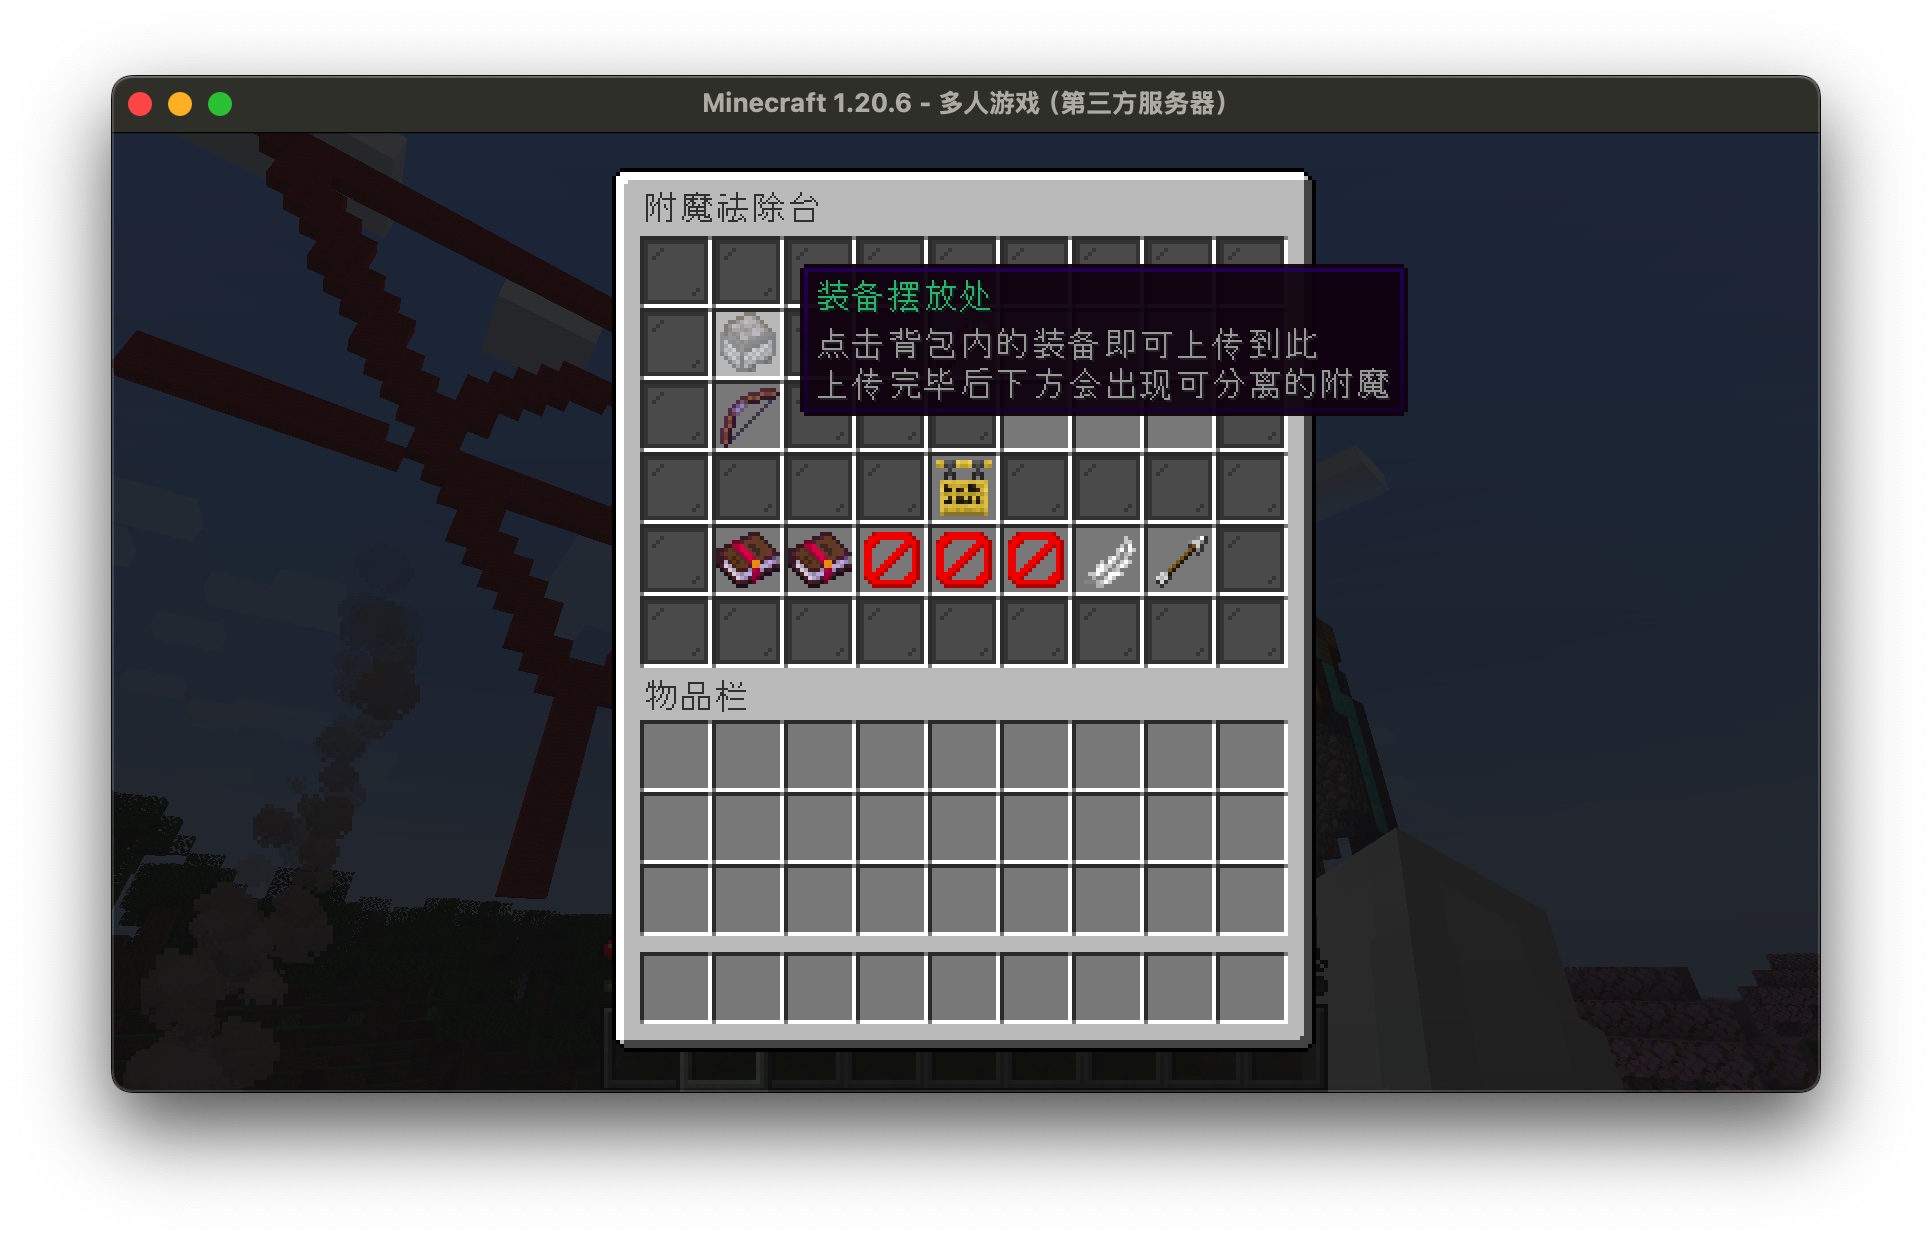 Minecraft 1.20.6 - 多人游戏 (第三方服务器)
附魔祛除台
装备摆放处
点击背包内的装备即可上传到此
上传完毕后下方会出现可分离的附魔
物品栏